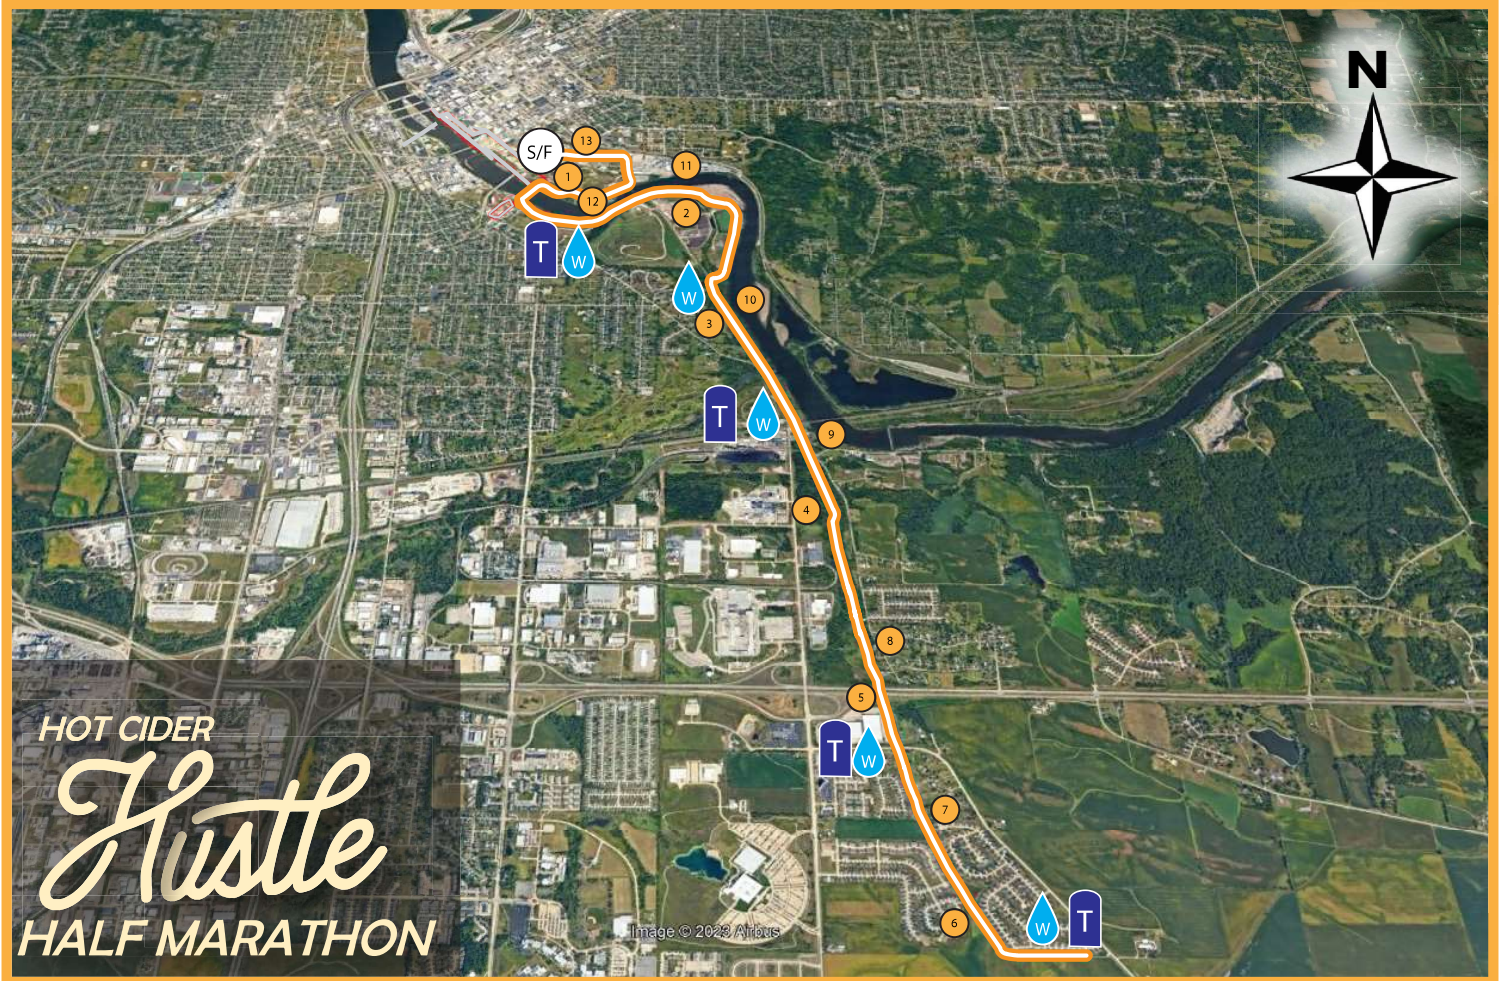 N
13
S/F
11
1
12
2
T
W
W
10
3
T
W
9
4
8
5
T
W
7
6
W
T
HOT CIDER
Hustle
HALF MARATHON
Image © 2023 Airbus